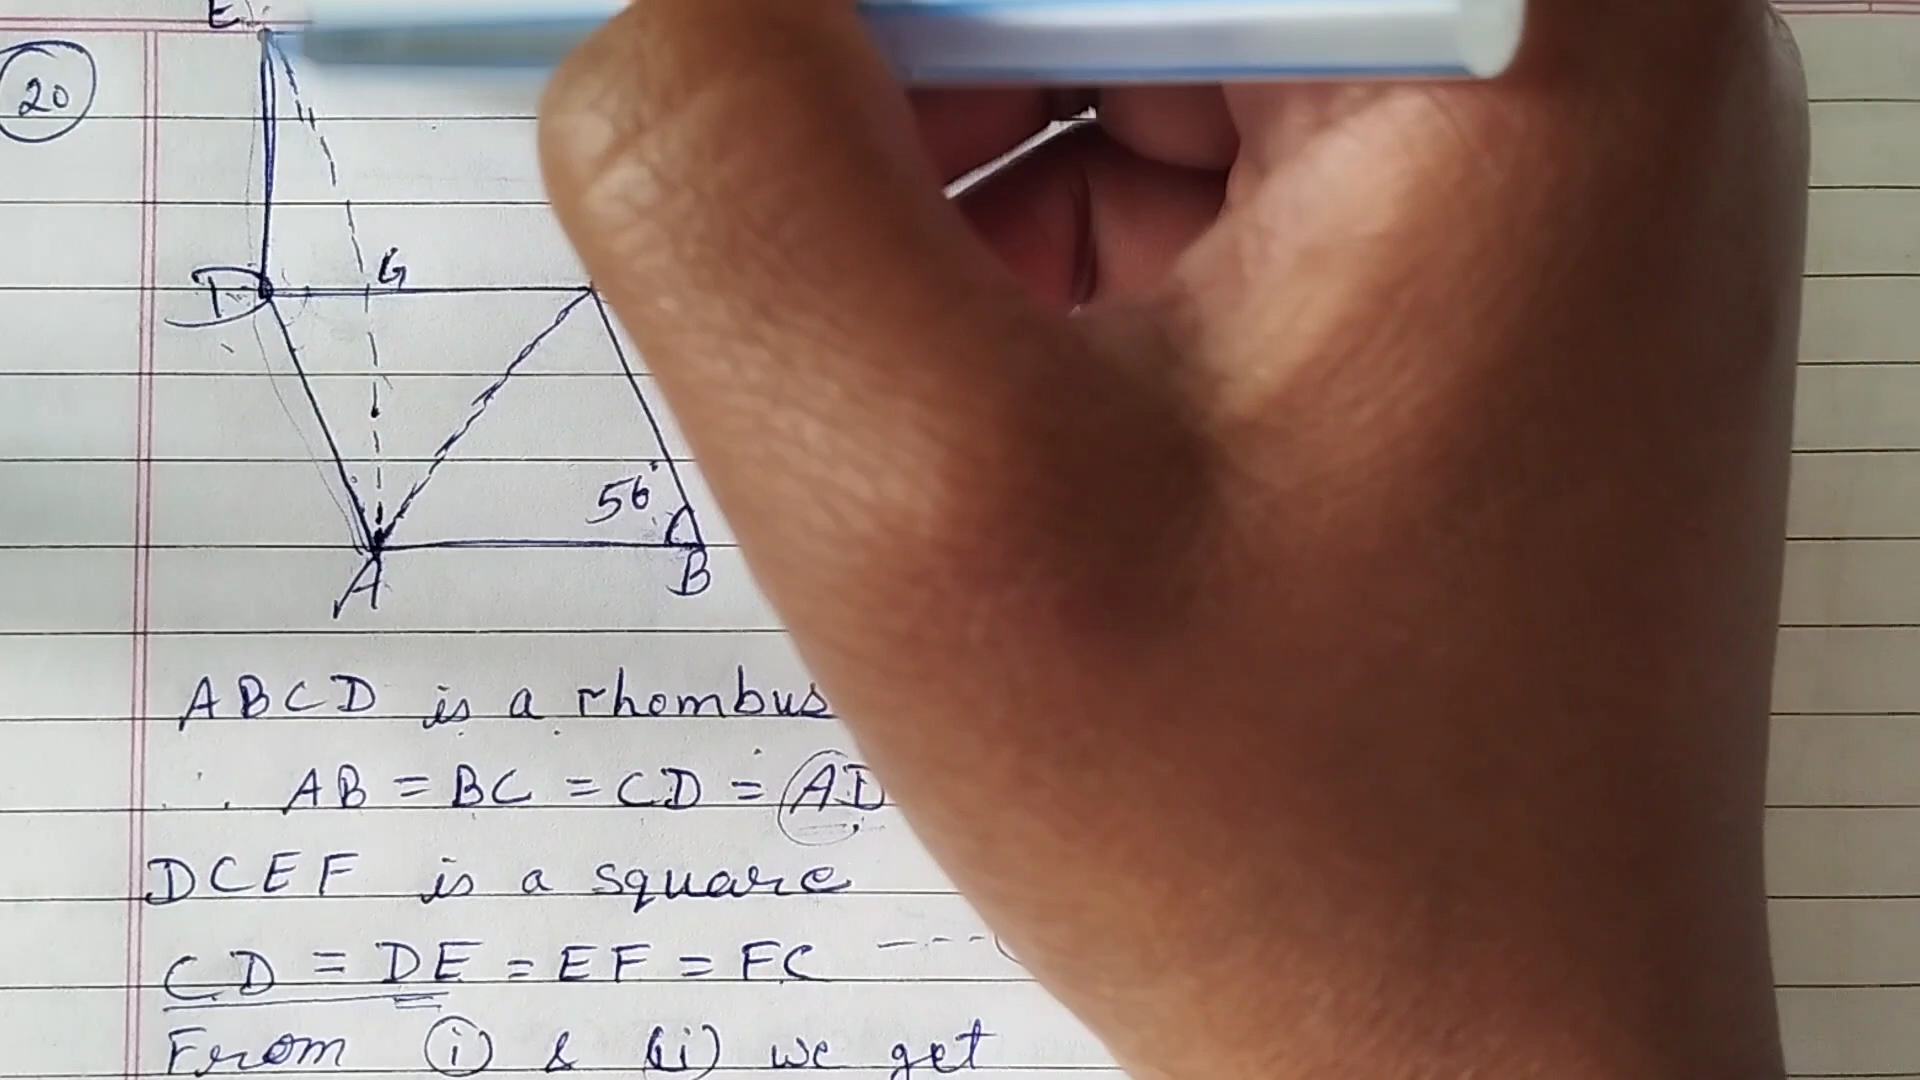 E
20
D
G
56°
A
B
ABCD is a rhombus
∴ AB = BC = CD = AD
DCEF is a square
CD = DE = EF = FC ----
From (i) & (ii) we get